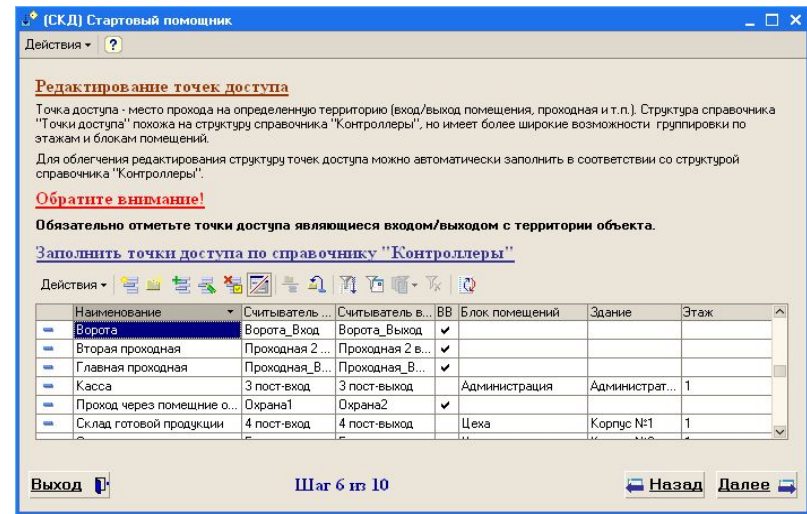 (СКД) Стартовый помощник
Действия
?
Редактирование точек доступа
Точка доступа - место прохода на определенную территорию (вход/выход помещения, проходная и т.п.). Структура справочника
"Точки доступа" похожа на структуру справочника "Контроллеры", но имеет более широкие возможности группировки по
этажам и блокам помещений.
Для облегчения редактирования структуру точек доступа можно автоматически заполнить в соответствии со структурой
справочника "Контроллеры".
Обратите внимание!
Обязательно отметьте точки доступа являющиеся входом/выходом с территории объекта.
Заполнить точки доступа по справочнику "Контроллеры"
Действия
Наименование Считыватель ... Считыватель в... ВВ Блок помещений Здание Этаж
Ворота Ворота_Вход Ворота_Выход
Вторая проходная Проходная 2 ... Проходная 2 в...
Главная проходная Проходная_В... Проходная_В...
Касса 3 пост-вход 3 пост-выход Администрация Администрат... 1
Проход через помещние о... Охрана1 Охрана2
Склад готовой продукции 4 пост-вход 4 пост-выход Цеха Корпус №1 1
Выход Шаг 6 из 10 Назад Далее